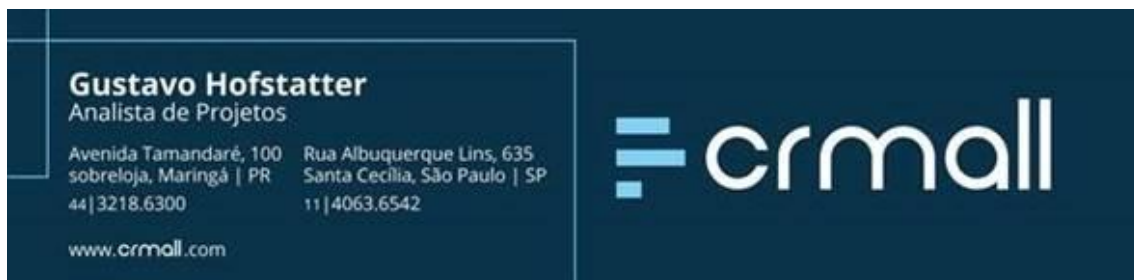 Gustavo Hofstatter
Analista de Projetos
Avenida Tamandaré, 100
sobreloja, Maringá | PR
44|3218.6300
Rua Albuquerque Lins, 635
Santa Cecília, São Paulo | SP
11|4063.6542
www.crmall.com
crmall